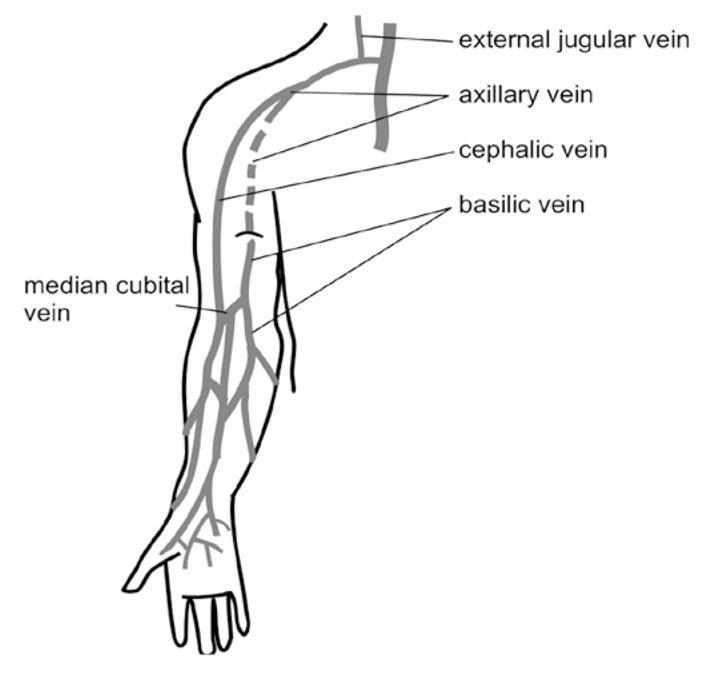 external jugular vein
axillary vein
cephalic vein
basilic vein
median cubital
vein